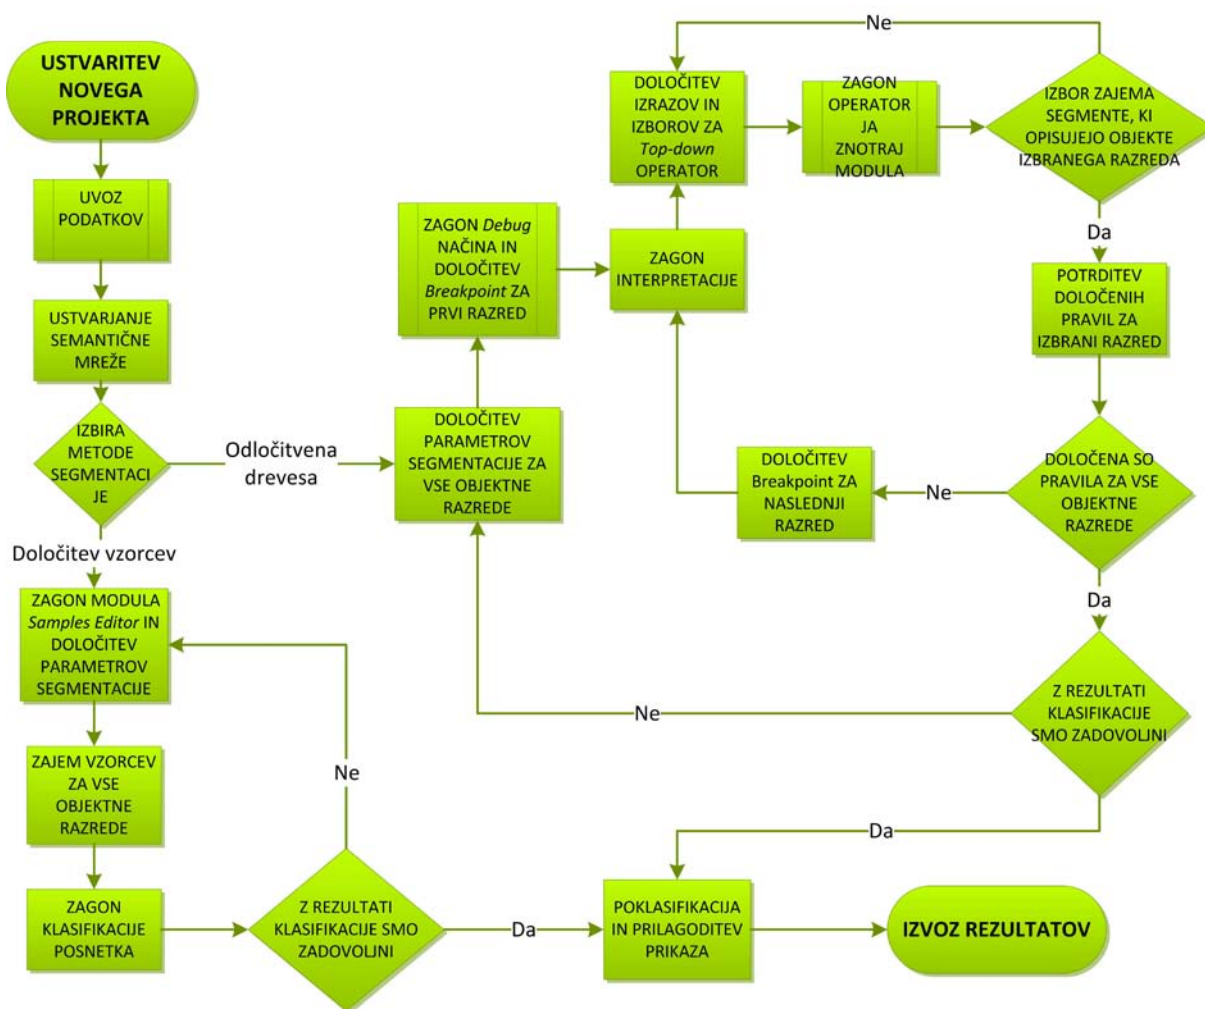 USTVARITEV
NOVEGA
PROJEKTA
UVOZ
PODATKOV
USTVARJANJE
SEMANTIČNE
MREŽE
IZBIRA
METODE
SEGMENTACI
JE
Odločitvena
drevesa
Določitev vzorcev
ZAGON MODULA
Samples Editor IN
DOLOČITEV
PARAMETROV
SEGMENTACIJE
ZAJEM VZORCEV
ZA VSE
OBJEKTNE
RAZREDE
ZAGON
KLASIFIKACIJE
POSNETKA
Z REZULTATI
KLASIFIKACIJE SMO
ZADOVOLJNI
Ne
Da
DOLOČITEV
PARAMETROV
SEGMENTACIJE ZA
VSE OBJEKTNE
RAZREDE
ZAGON Debug
NAČINA IN
DOLOČITEV
Breakpoint ZA
PRVI RAZRED
ZAGON
INTERPRETACIJE
DOLOČITEV
IZRAZOV IN
IZBOROV ZA
Top-down
OPERATOR
ZAGON
OPERATOR
JA
ZNOTRAJ
MODULA
IZBOR ZAJEMA
SEGMENTE, KI
OPISUJEJO OBJEKTE
IZBRANEGA RAZREDA
Ne
Da
POTRDITEV
DOLOČENIH
PRAVIL ZA
IZBRANI RAZRED
DOLOČENA SO
PRAVILA ZA VSE
OBJEKTNE
RAZREDE
Ne
DOLOČITEV
Breakpoint ZA
NASLEDNJI
RAZRED
Da
Z REZULTATI
KLASIFIKACIJE
SMO ZADOVOLJNI
Ne
Da
POKLASIFIKACIJA
IN PRILAGODITEV
PRIKAZA
IZVOZ REZULTATOV